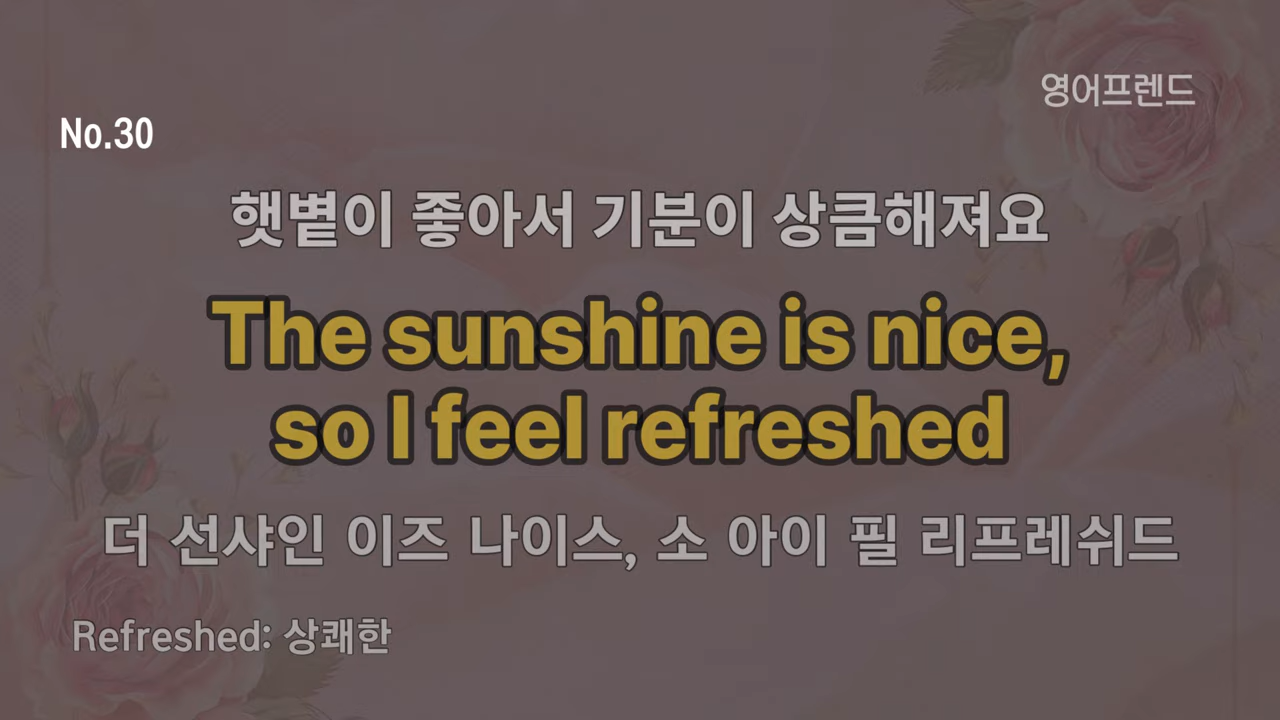 영어프렌드
No.30
햇볕이 좋아서 기분이 상큼해져요
The sunshine is nice,
so I feel refreshed
더 선샤인 이즈 나이스, 소 아이 필 리프레쉬드
Refreshed: 상쾌한